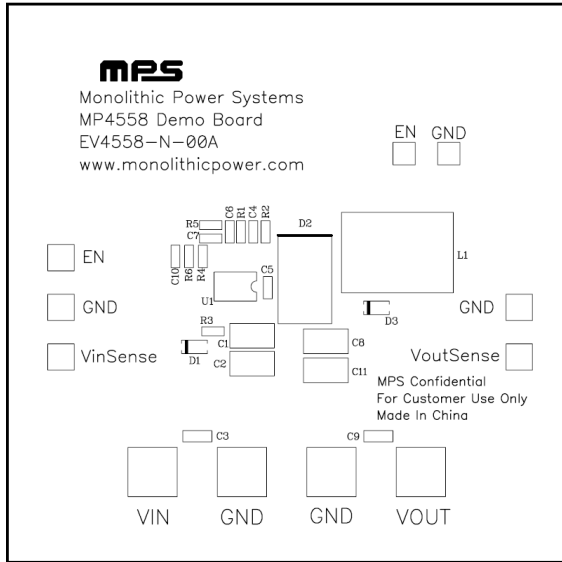 MPS
Monolithic Power Systems
MP4558 Demo Board
EV4558-N-00A
www.monolithicpower.com
EN GND
R5 C6 R1 C4 R2
C7
D2
L1
EN
C10 R6 R4
C5
U1
GND
GND
D3
R3
C1
C8
VinSense
D1
C2
C11
VoutSense
MPS Confidential
For Customer Use Only
Made In China
C3
C9
VIN GND GND VOUT